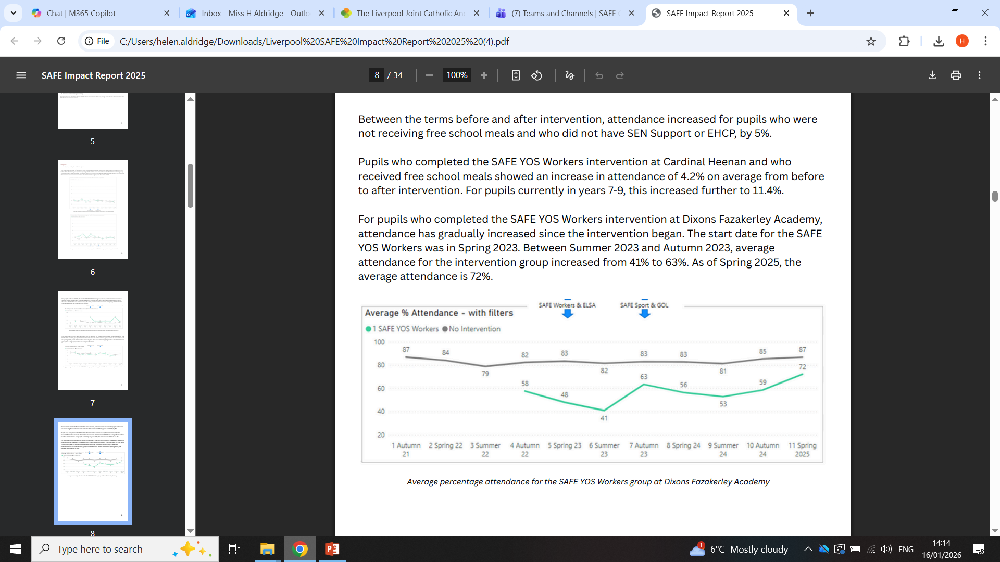 Chat | M365 Copilot
Inbox - Miss H Aldridge - Outlo
The Liverpool Joint Catholic An
(7) Teams and Channels | SAFE
SAFE Impact Report 2025
File
C:/Users/helen.aldridge/Downloads/Liverpool%20SAFE%20Impact%20Report%202025%20(4).pdf
H
SAFE Impact Report 2025
8 / 34
100%
5
6
7
8
Between the terms before and after intervention, attendance increased for pupils who were
not receiving free school meals and who did not have SEN Support or EHCP, by 5%.
Pupils who completed the SAFE YOS Workers intervention at Cardinal Heenan and who
received free school meals showed an increase in attendance of 4.2% on average from before
to after intervention. For pupils currently in years 7-9, this increased further to 11.4%.
For pupils who completed the SAFE YOS Workers intervention at Dixons Fazakerley Academy,
attendance has gradually increased since the intervention began. The start date for the SAFE
YOS Workers was in Spring 2023. Between Summer 2023 and Autumn 2023, average
attendance for the intervention group increased from 41% to 63%. As of Spring 2025, the
average attendance is 72%.
SAFE Workers & ELSA
SAFE Sport & GOL
Average % Attendance - with filters
1 SAFE YOS Workers No Intervention
100
80
60
40
20
87
84
79
82
83
82
83
83
81
85
87
58
48
41
63
56
53
59
72
1 Autumn 21
2 Spring 22
3 Summer 22
4 Autumn 22
5 Spring 23
6 Summer 23
7 Autumn 23
8 Spring 24
9 Summer 24
10 Autumn 24
11 Spring 2025
Average percentage attendance for the SAFE YOS Workers group at Dixons Fazakerley Academy
Type here to search
1
6°C Mostly cloudy
ENG
14:14
16/01/2026